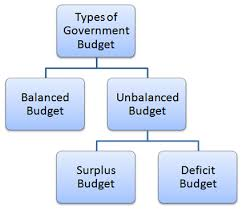 Types of
Government
Budget
Balanced
Budget
Unbalanced
Budget
Surplus
Budget
Deficit
Budget